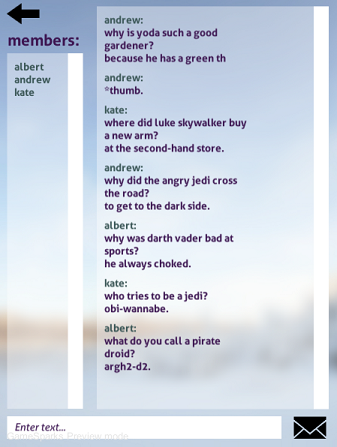 members:
albert
andrew
kate
andrew:
why is yoda such a good
gardener?
because he has a green th
andrew:
*thumb.
kate:
where did luke skywalker buy
a new arm?
at the second-hand store.
andrew:
why did the angry jedi cross
the road?
to get to the dark side.
albert:
why was darth vader bad at
sports?
he always choked.
kate:
who tries to be a jedi?
obi-wannabe.
albert:
what do you call a pirate
droid?
argh2-d2.
Enter text...
GameSparks Preview mode